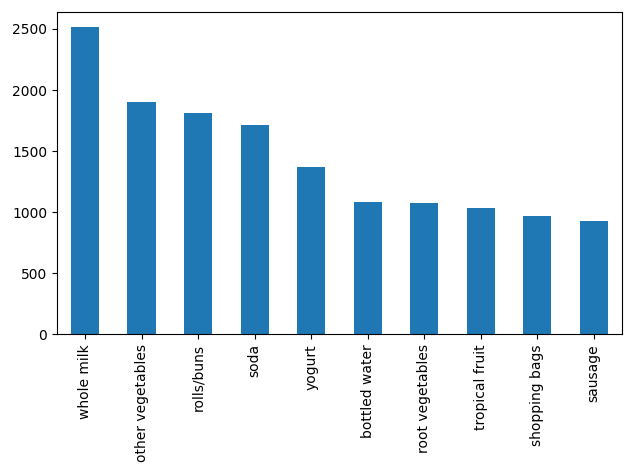 2500
2000
1500
1000
500
0
whole milk
other vegetables
rolls/buns
soda
yogurt
bottled water
root vegetables
tropical fruit
shopping bags
sausage